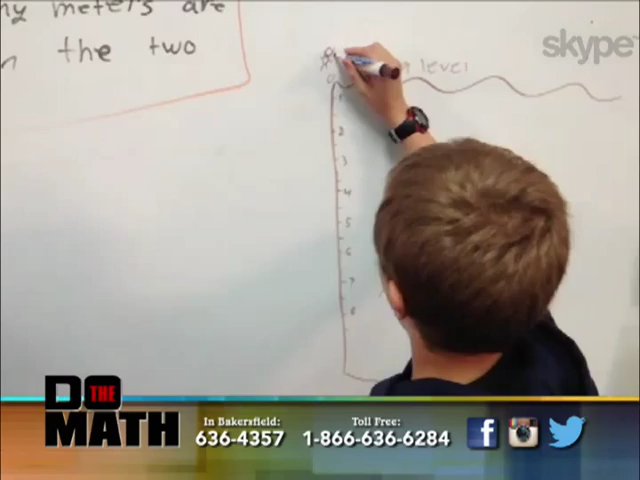 ny meters are
the two
level
0
1
2
3
4
5
6
7
8
skype
DO THE MATH
In Bakersfield:
636-4357
Toll Free:
1-866-636-6284